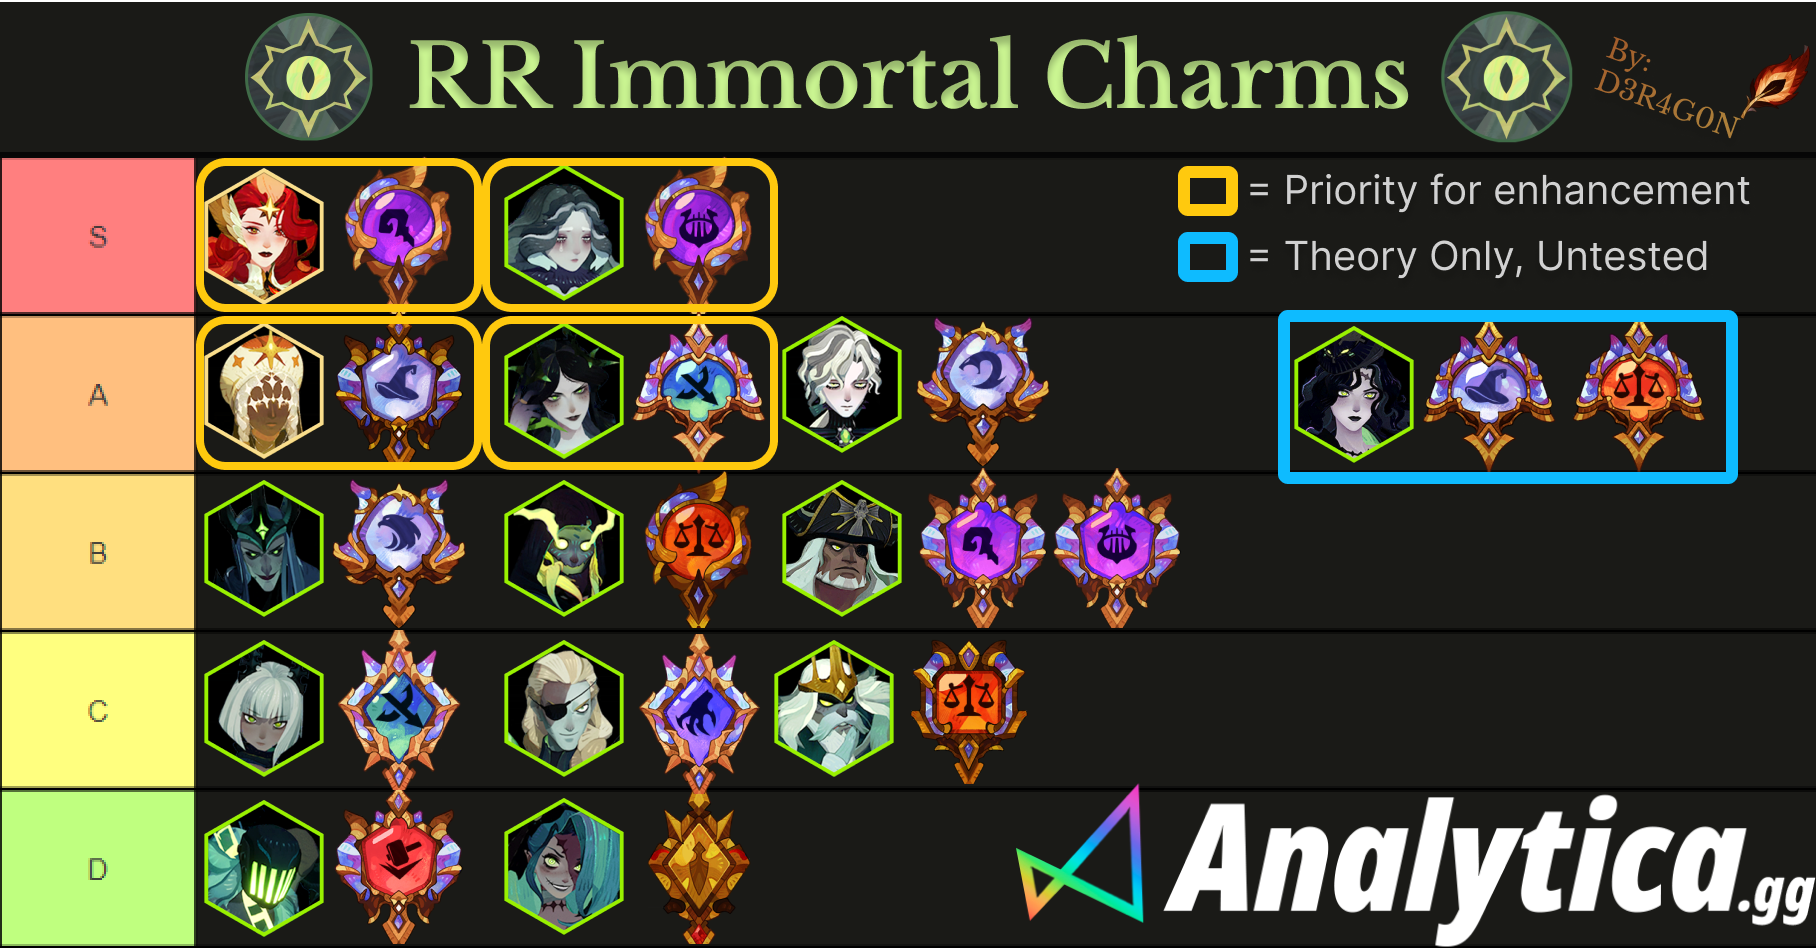 RR Immortal Charms
By:
D3R4G0N
S
= Priority for enhancement
= Theory Only, Untested
A
B
C
D
Analytica.gg